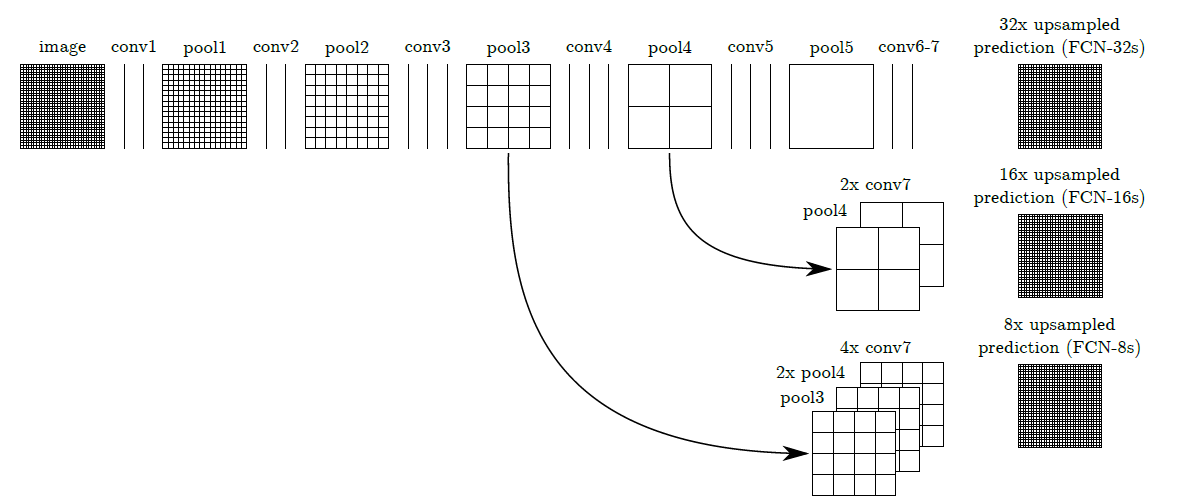 image conv1 pool1 conv2 pool2 conv3 pool3 conv4 pool4 conv5 pool5 conv6-7
32x upsampled
prediction (FCN-32s)
16x upsampled
prediction (FCN-16s)
2x conv7
pool4
8x upsampled
prediction (FCN-8s)
4x conv7
2x pool4
pool3